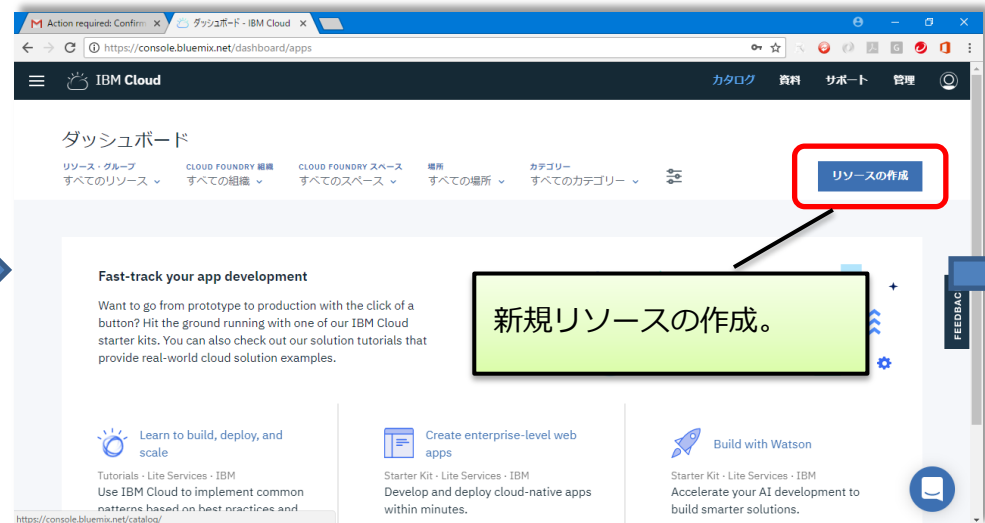 Action required: Confirm
ダッシュボード - IBM Cloud
https://console.bluemix.net/dashboard/apps
IBM Cloud
カタログ 資料 サポート 管理
ダッシュボード
リソース・グループ CLOUD FOUNDRY 組織 CLOUD FOUNDRY スペース 場所 カテゴリー
すべてのリソース すべての組織 すべてのスペース すべての場所 すべてのカテゴリー
リソースの作成
Fast-track your app development
Want to go from prototype to production with the click of a
button? Hit the ground running with one of our IBM Cloud
starter kits. You can also check out our solution tutorials that
provide real-world cloud solution examples.
新規リソースの作成。
FEEDBAC
Learn to build, deploy, and
scale
Tutorials · Lite Services · IBM
Use IBM Cloud to implement common
patterns based on best practices and
Create enterprise-level web
apps
Starter Kit · Lite Services · IBM
Develop and deploy cloud-native apps
within minutes.
Build with Watson
Starter Kit · Lite Services · IBM
Accelerate your AI development to
build smarter solutions.
https://console.bluemix.net/catalog/